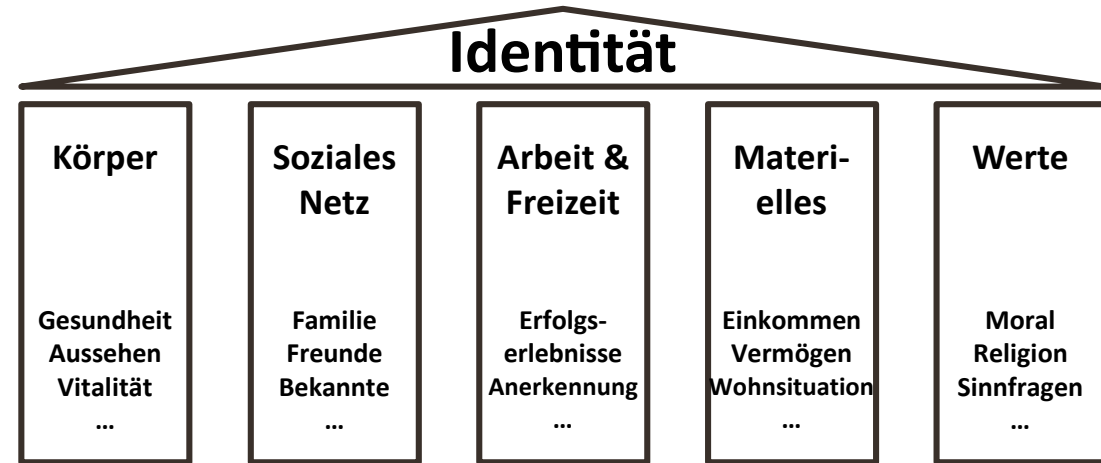 Identität
Körper
Gesundheit
Aussehen
Vitalität
...
Soziales
Netz
Familie
Freunde
Bekannte
...
Arbeit &
Freizeit
Erfolgs-
erlebnisse
Anerkennung
...
Materi-
elles
Einkommen
Vermögen
Wohnsituation
...
Werte
Moral
Religion
Sinnfragen
...